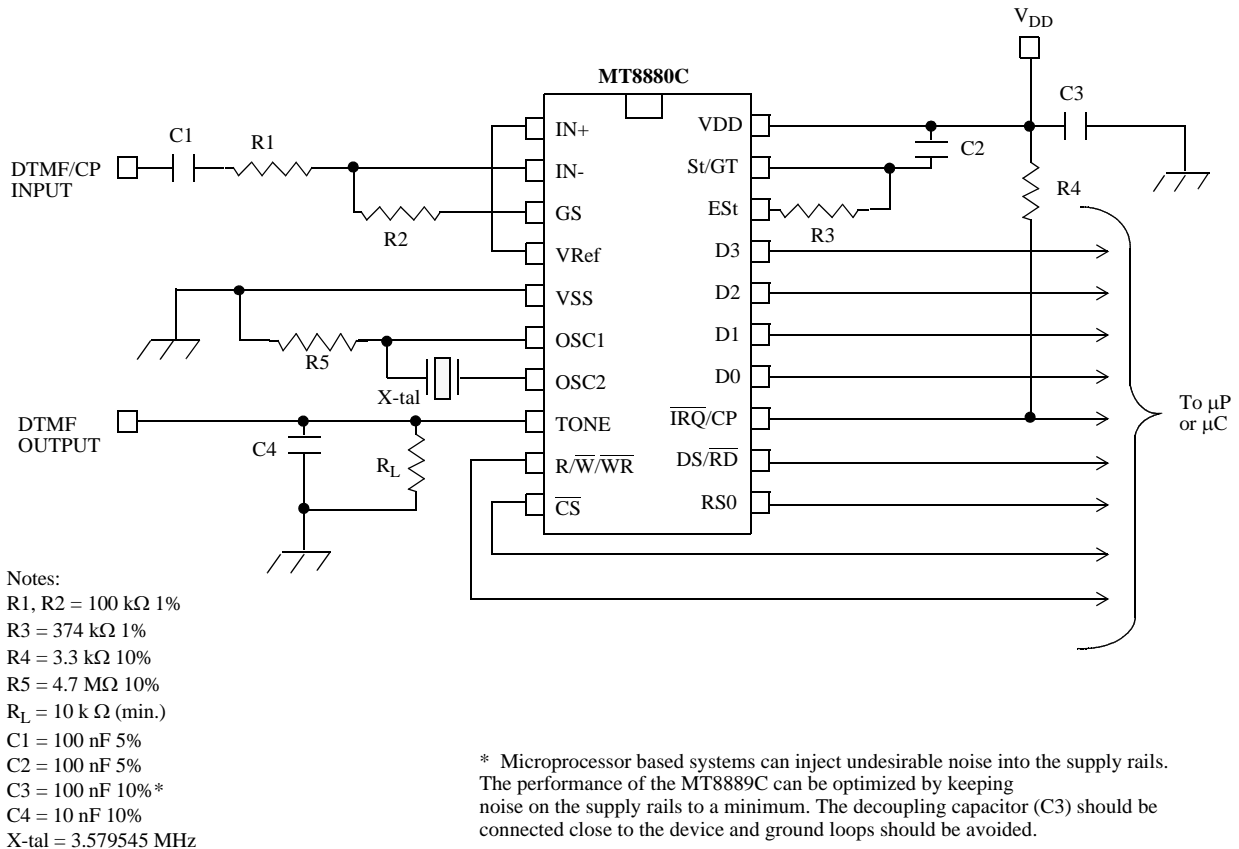 V_DD
MT8880C
C3
C1
R1
DTMF/CP
INPUT
IN+
IN-
GS
VRef
VSS
OSC1
OSC2
TONE
R/W̅/W̅R̅
C̅S̅
VDD
St/GT
ESt
D3
D2
D1
D0
I̅R̅Q̅/CP
DS/R̅D̅
RS0
C2
R4
R2
R3
R5
X-tal
DTMF
OUTPUT
C4
R_L
To μP
or μC
Notes:
R1, R2 = 100 kΩ 1%
R3 = 374 kΩ 1%
R4 = 3.3 kΩ 10%
R5 = 4.7 MΩ 10%
R_L = 10 k Ω (min.)
C1 = 100 nF 5%
C2 = 100 nF 5%
C3 = 100 nF 10%*
C4 = 10 nF 10%
X-tal = 3.579545 MHz
* Microprocessor based systems can inject undesirable noise into the supply rails.
The performance of the MT8889C can be optimized by keeping
noise on the supply rails to a minimum. The decoupling capacitor (C3) should be
connected close to the device and ground loops should be avoided.